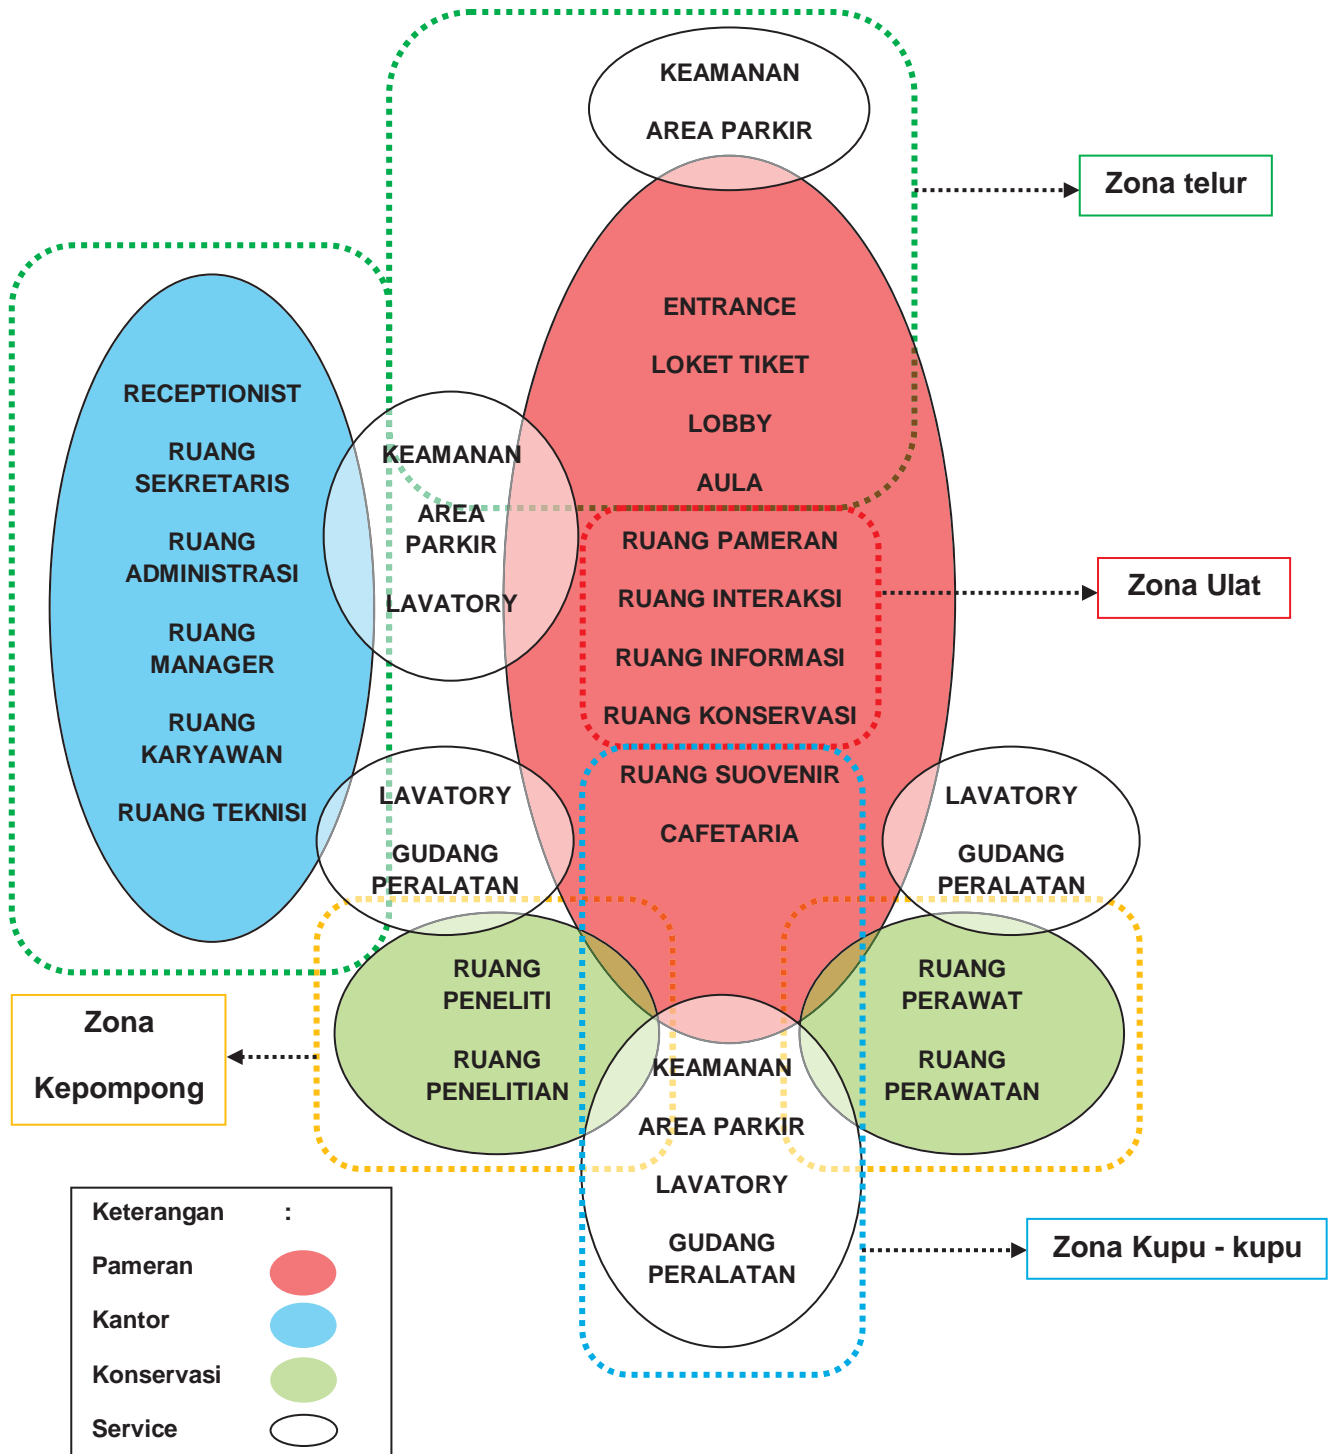 KEAMANAN
AREA PARKIR
Zona telur
ENTRANCE
LOKET TIKET
LOBBY
AULA
RECEPTIONIST
RUANG
SEKRETARIS
RUANG
ADMINISTRASI
RUANG
MANAGER
RUANG
KARYAWAN
RUANG TEKNISI
KEAMANAN
AREA
PARKIR
LAVATORY
RUANG PAMERAN
RUANG INTERAKSI
RUANG INFORMASI
RUANG KONSERVASI
Zona Ulat
RUANG SUOVENIR
CAFETARIA
LAVATORY
GUDANG
PERALATAN
LAVATORY
GUDANG
PERALATAN
RUANG
PENELITI
RUANG
PENELITIAN
RUANG
PERAWAT
RUANG
PERAWATAN
Zona
Kepompong
KEAMANAN
AREA PARKIR
LAVATORY
GUDANG
PERALATAN
Zona Kupu - kupu
Keterangan :
Pameran
Kantor
Konservasi
Service